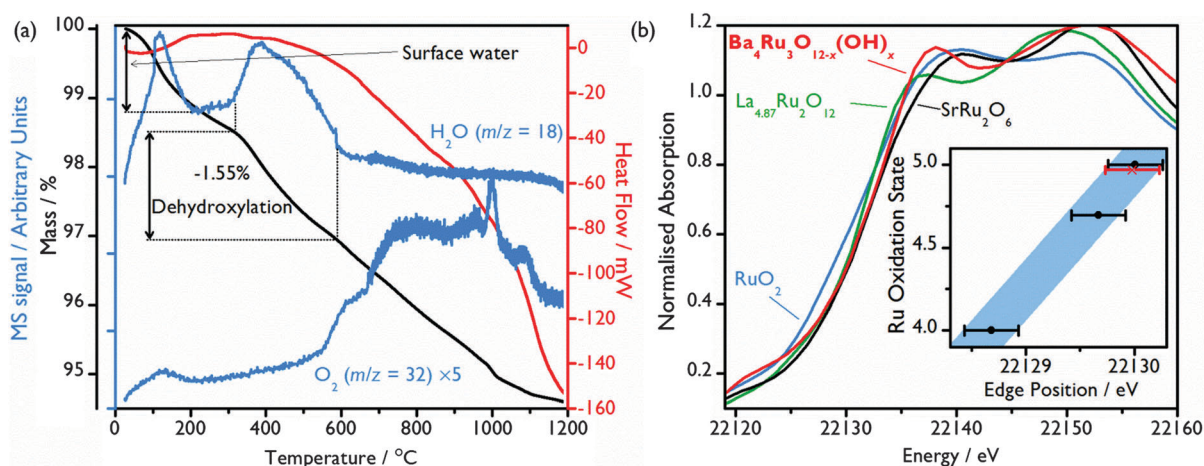 (a)
MS signal / Arbitrary Units
Mass / %
100
99
98
97
96
95
Surface water
-1.55%
Dehydroxylation
H₂O (m/z = 18)
O₂ (m/z = 32) ×5
0
-20
-40
-60
-80
-100
-120
-140
-160
Heat Flow / mW
0 200 400 600 800 1000 1200
Temperature / °C
(b)
Normalised Absorption
1.2
1.0
0.8
0.6
0.4
0.2
Ba₄Ru₃O₁₂₋ₓ(OH)ₓ
La₄.₈₇Ru₂O₁₂
SrRu₂O₆
RuO₂
Ru Oxidation State
5.0
4.5
4.0
22129 22130
Edge Position / eV
22120 22130 22140 22150 22160
Energy / eV